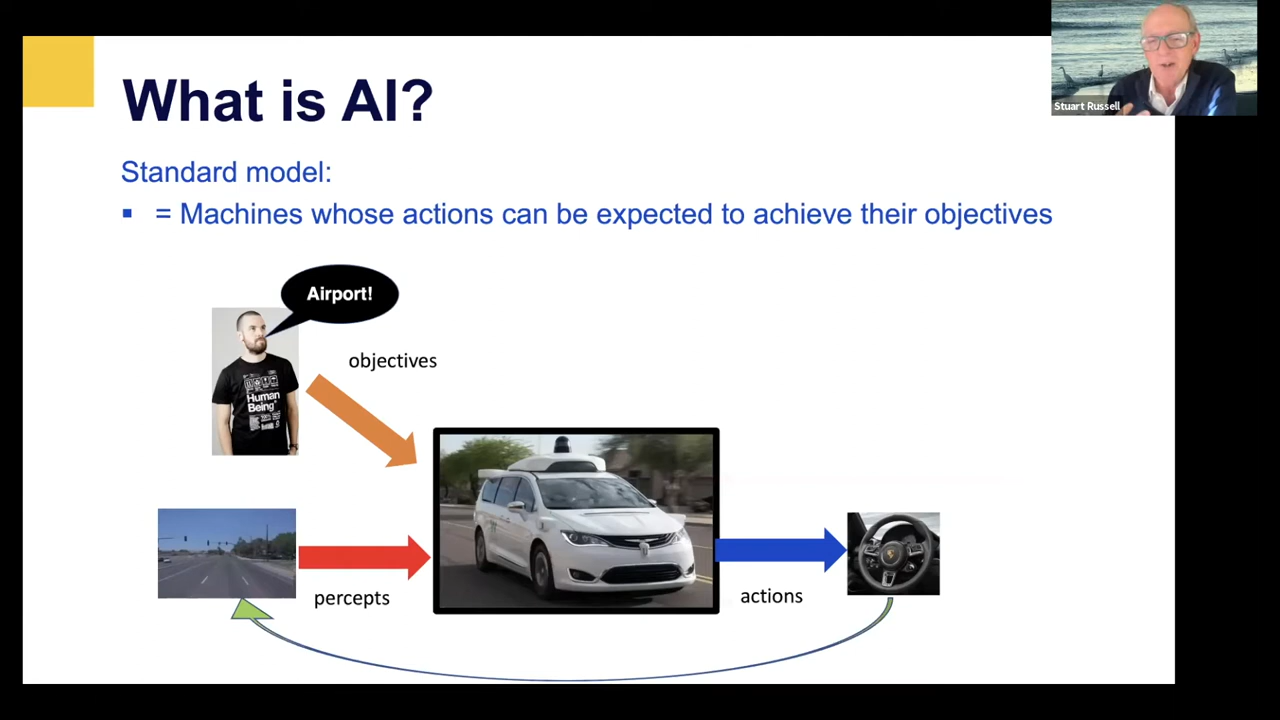 What is AI?
Stuart Russell
Standard model:
▪ = Machines whose actions can be expected to achieve their objectives
Airport!
objectives
Human
Being
percepts
actions